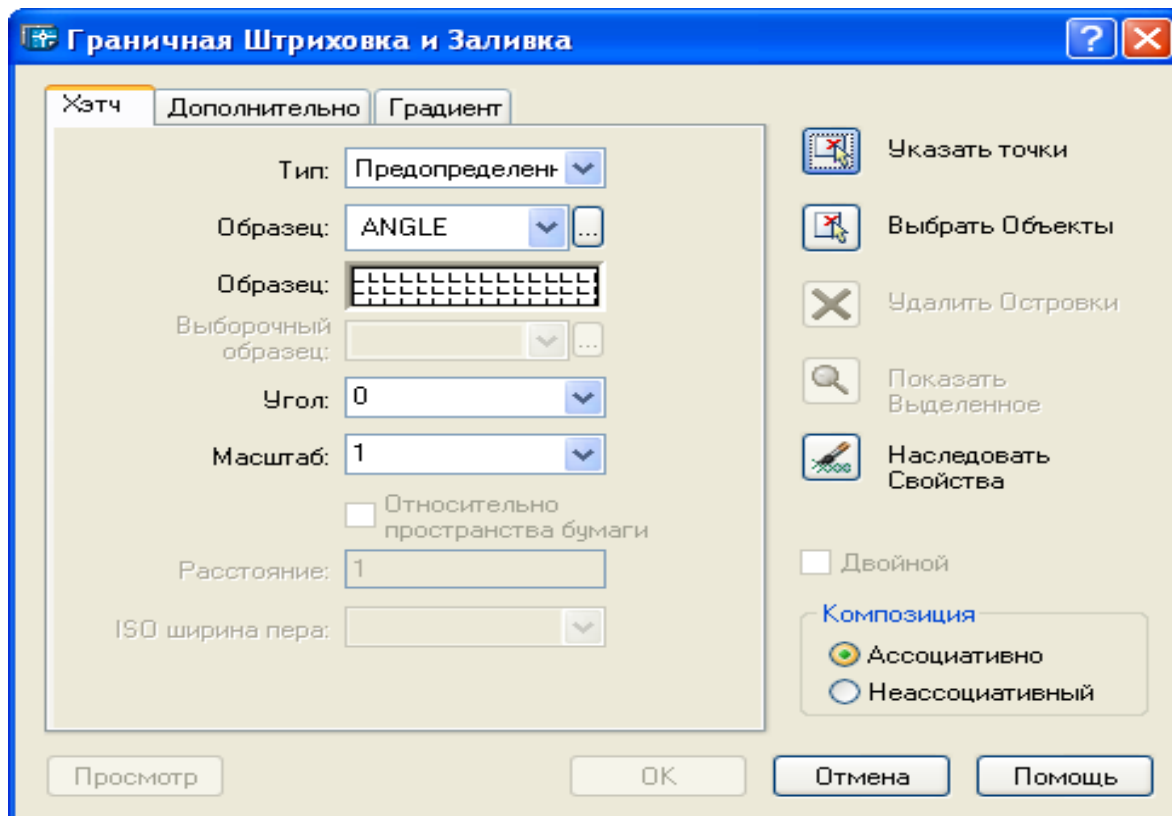 Граничная Штриховка и Заливка
Хэтч Дополнительно Градиент
Тип: Предопределенн
Образец: ANGLE ...
Образец:
Выборочный
образец: ...
Угол: 0
Масштаб: 1
Относительно
пространства бумаги
Расстояние: 1
ISO ширина пера:
Указать точки
Выбрать Объекты
Удалить Островки
Показать
Выделенное
Наследовать
Свойства
Двойной
Композиция
Ассоциативно
Неассоциативный
Просмотр OK Отмена Помощь